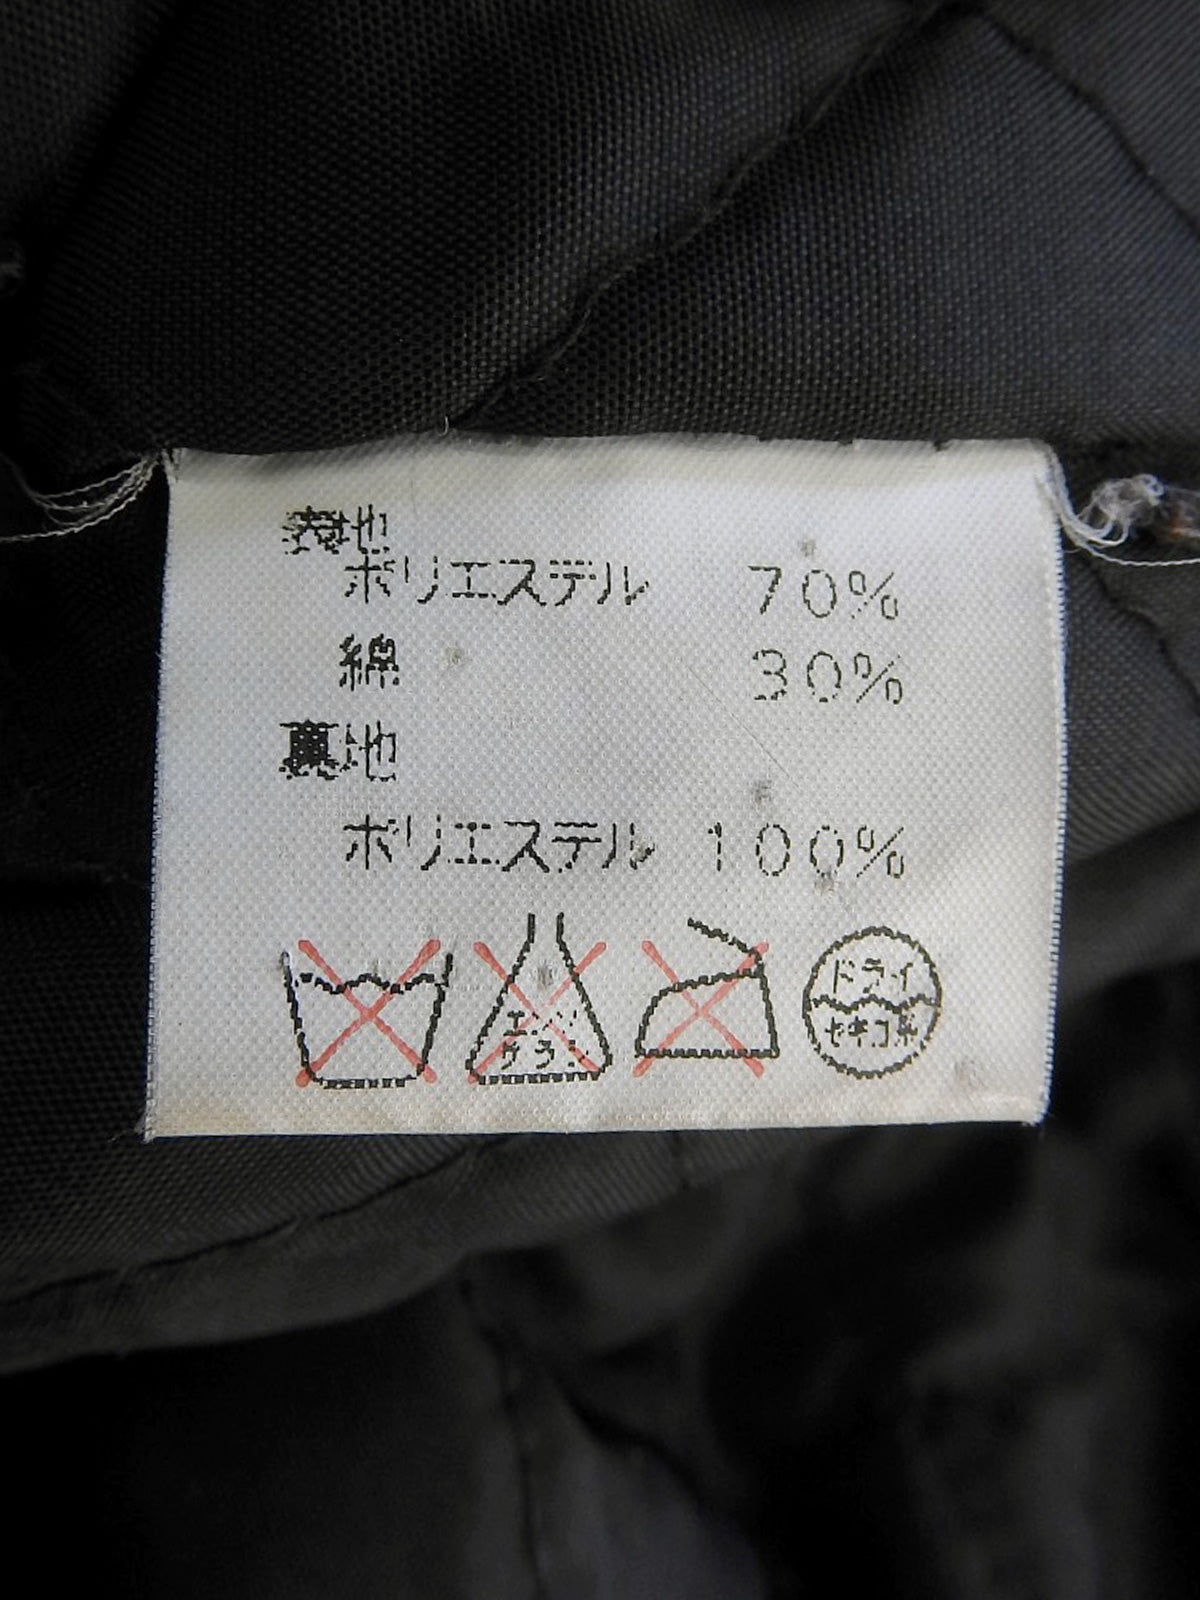 表地
ポリエステル 70%
綿 30%
裏地
ポリエステル 100%
エンソ
サラシ
ドライ
セキユ系